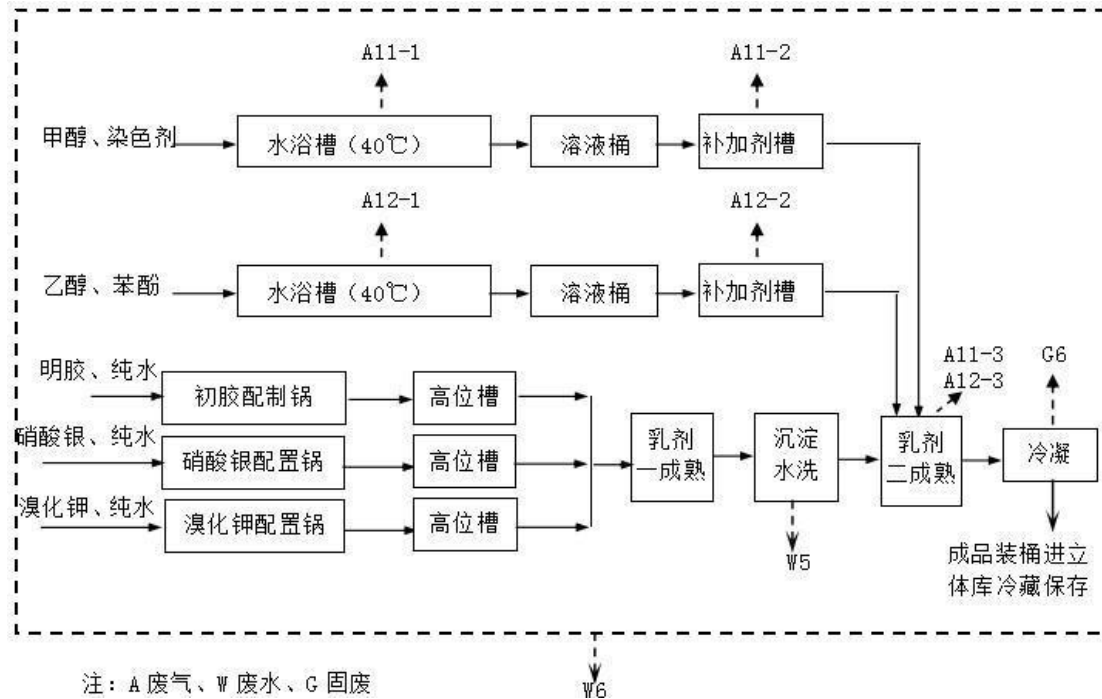 A11-1
A11-2
甲醇、染色剂
水浴槽（40℃）
溶液桶
补加剂槽
A12-1
A12-2
乙醇、苯酚
水浴槽（40℃）
溶液桶
补加剂槽
A11-3
A12-3
G6
明胶、纯水
初胶配制锅
高位槽
硝酸银、纯水
硝酸银配置锅
高位槽
溴化钾、纯水
溴化钾配置锅
高位槽
乳剂
一成熟
沉淀
水洗
乳剂
二成熟
冷凝
W5
成品装桶进立
体库冷藏保存
注：A 废气、W 废水、G 固废
W6